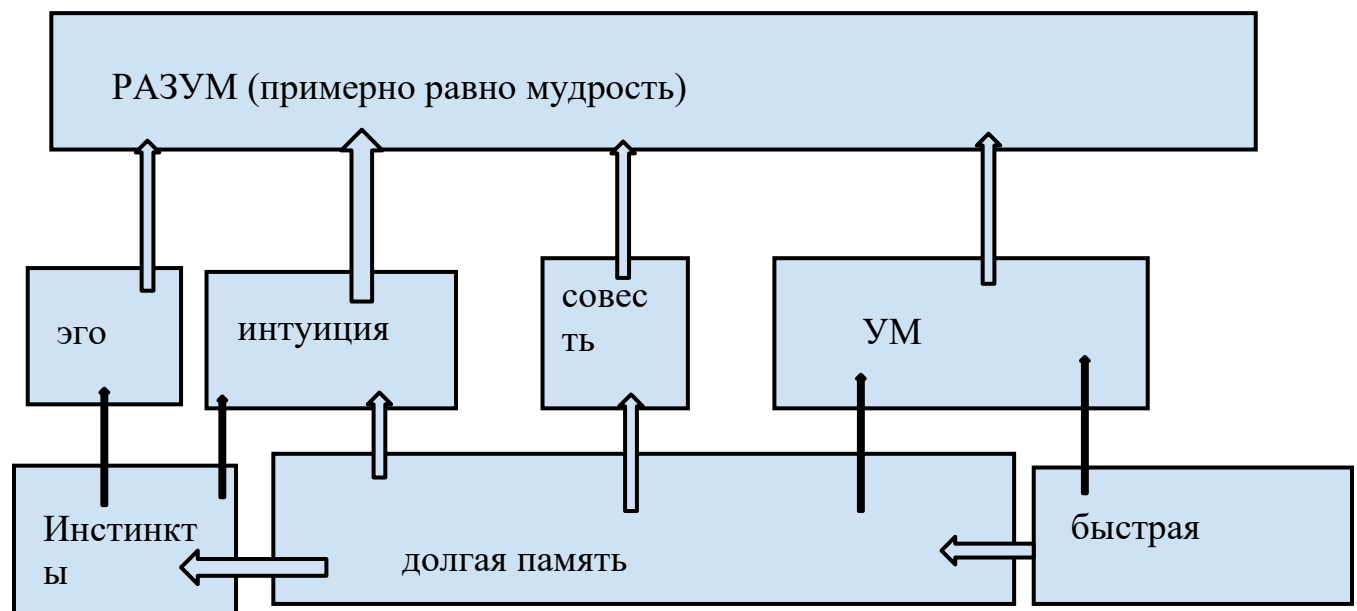 РАЗУМ (примерно равно мудрость)
эго
интуиция
совес
ть
УМ
Инстинкт
ы
долгая память
быстрая